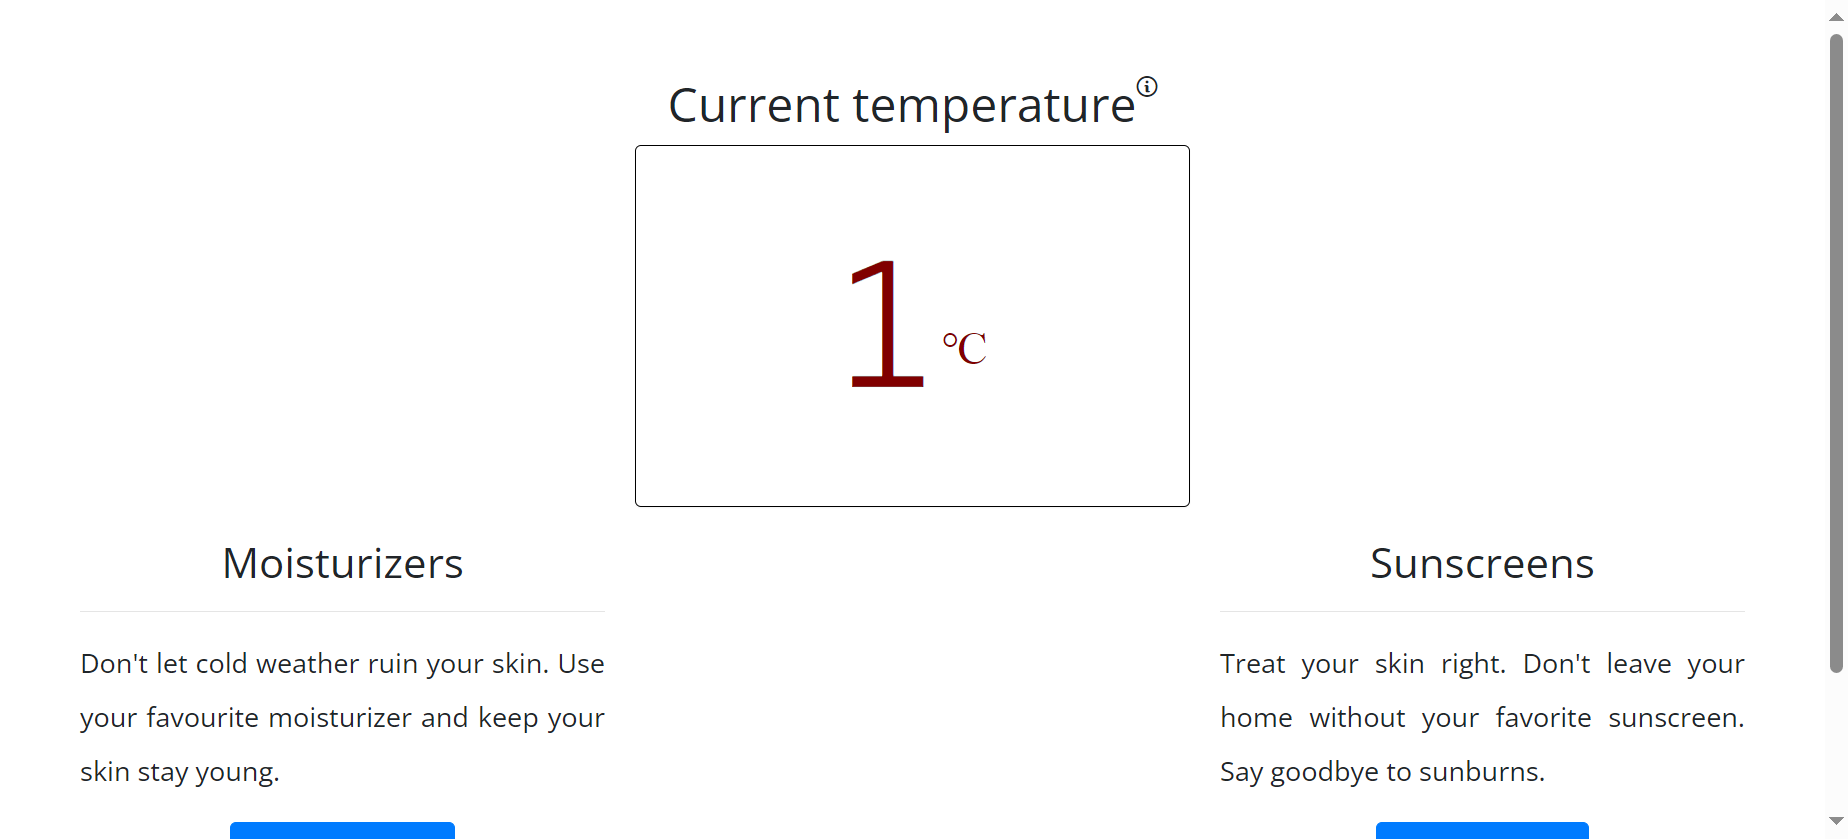 Current temperature
1 ℃
Moisturizers
Don't let cold weather ruin your skin. Use
your favourite moisturizer and keep your
skin stay young.
Sunscreens
Treat your skin right. Don't leave your
home without your favorite sunscreen.
Say goodbye to sunburns.